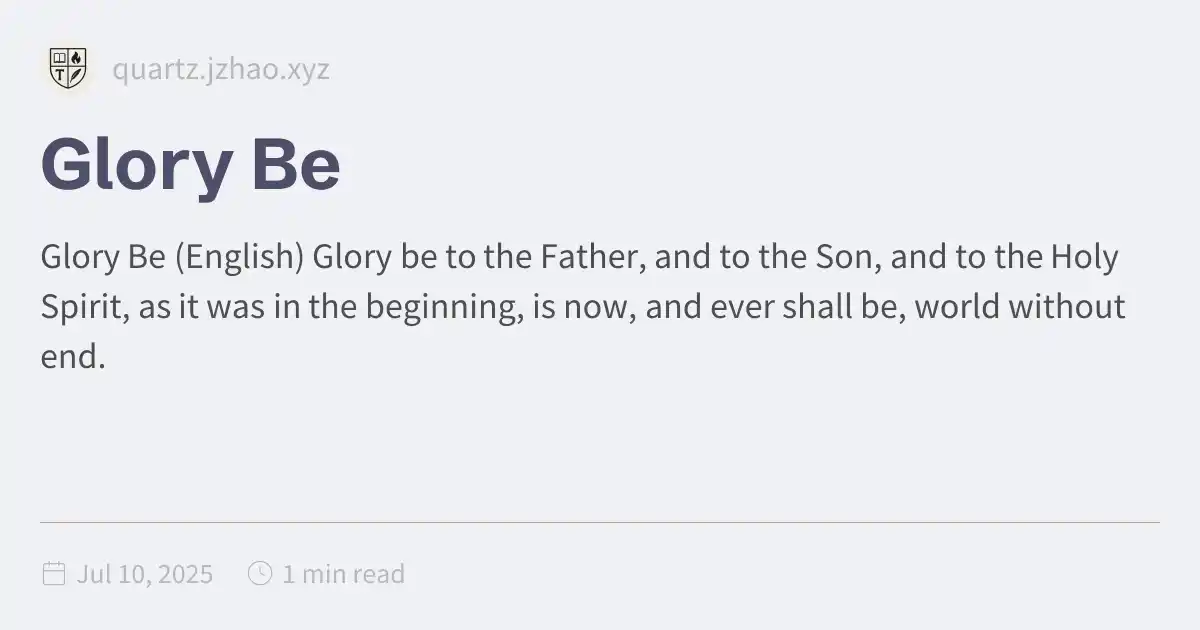 T
quartz.jzhao.xyz
Glory Be
Glory Be (English) Glory be to the Father, and to the Son, and to the Holy
Spirit, as it was in the beginning, is now, and ever shall be, world without
end.
Jul 10, 2025 1 min read